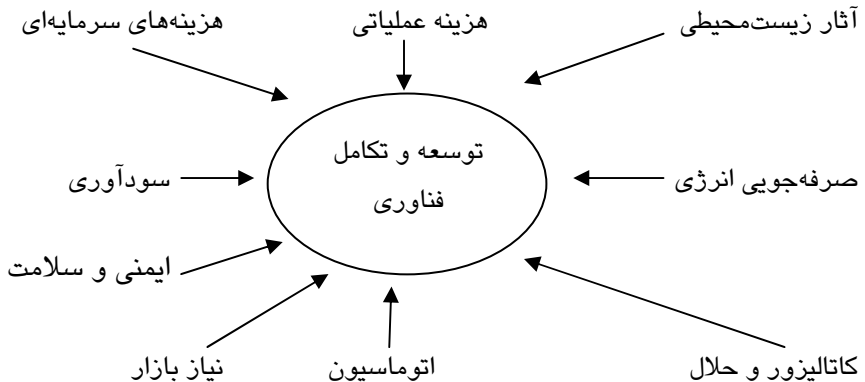 آثار زیست‌محیطی
هزینه عملیاتی
هزینه‌های سرمایه‌ای
توسعه و تکامل
فناوری
صرفه‌جویی انرژی
سودآوری
ایمنی و سلامت
کاتالیزور و حلال
اتوماسیون
نیاز بازار